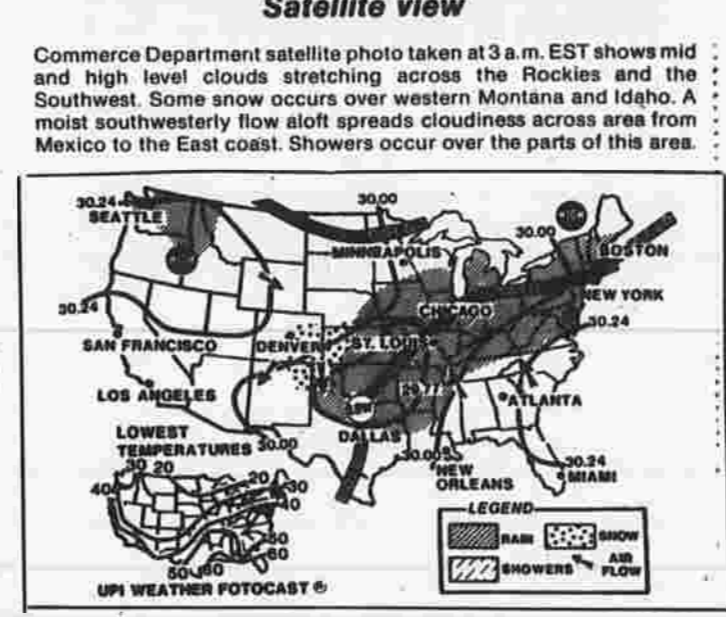 Satellite view
Commerce Department satellite photo taken at 3 a.m. EST shows mid
and high level clouds stretching across the Rockies and the
Southwest. Some snow occurs over western Montana and Idaho. A
moist southwesterly flow aloft spreads cloudiness across area from
Mexico to the East coast. Showers occur over the parts of this area.
30.24
SEATTLE
30.00
30.00
MINNEAPOLIS
BOSTON
30.24
CHICAGO
NEW YORK
30.24
SAN FRANCISCO
DENVER
ST. LOUIS
LOS ANGELES
29.77
ATLANTA
LOW
DALLAS
LOWEST
TEMPERATURES
30.00
30.00
NEW
ORLEANS
30.24
MIAMI
30 20
40
20
30
40
50
60
50 60
LEGEND
RAIN
SNOW
SHOWERS
AIR
FLOW
UPI WEATHER FOTOCAST ®